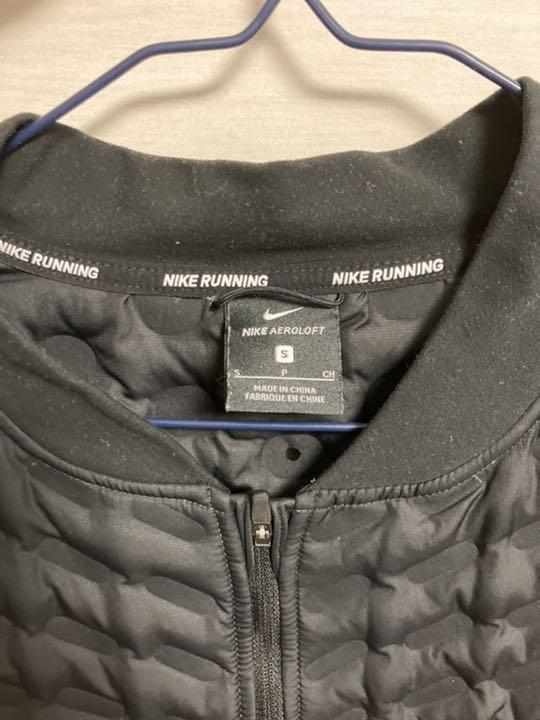 NIKE RUNNING
NIKE RUNNING
NIKE RUNNING
NIKE AEROLOFT
S
S P CH
MADE IN CHINA
FABRIQUE EN CHINE